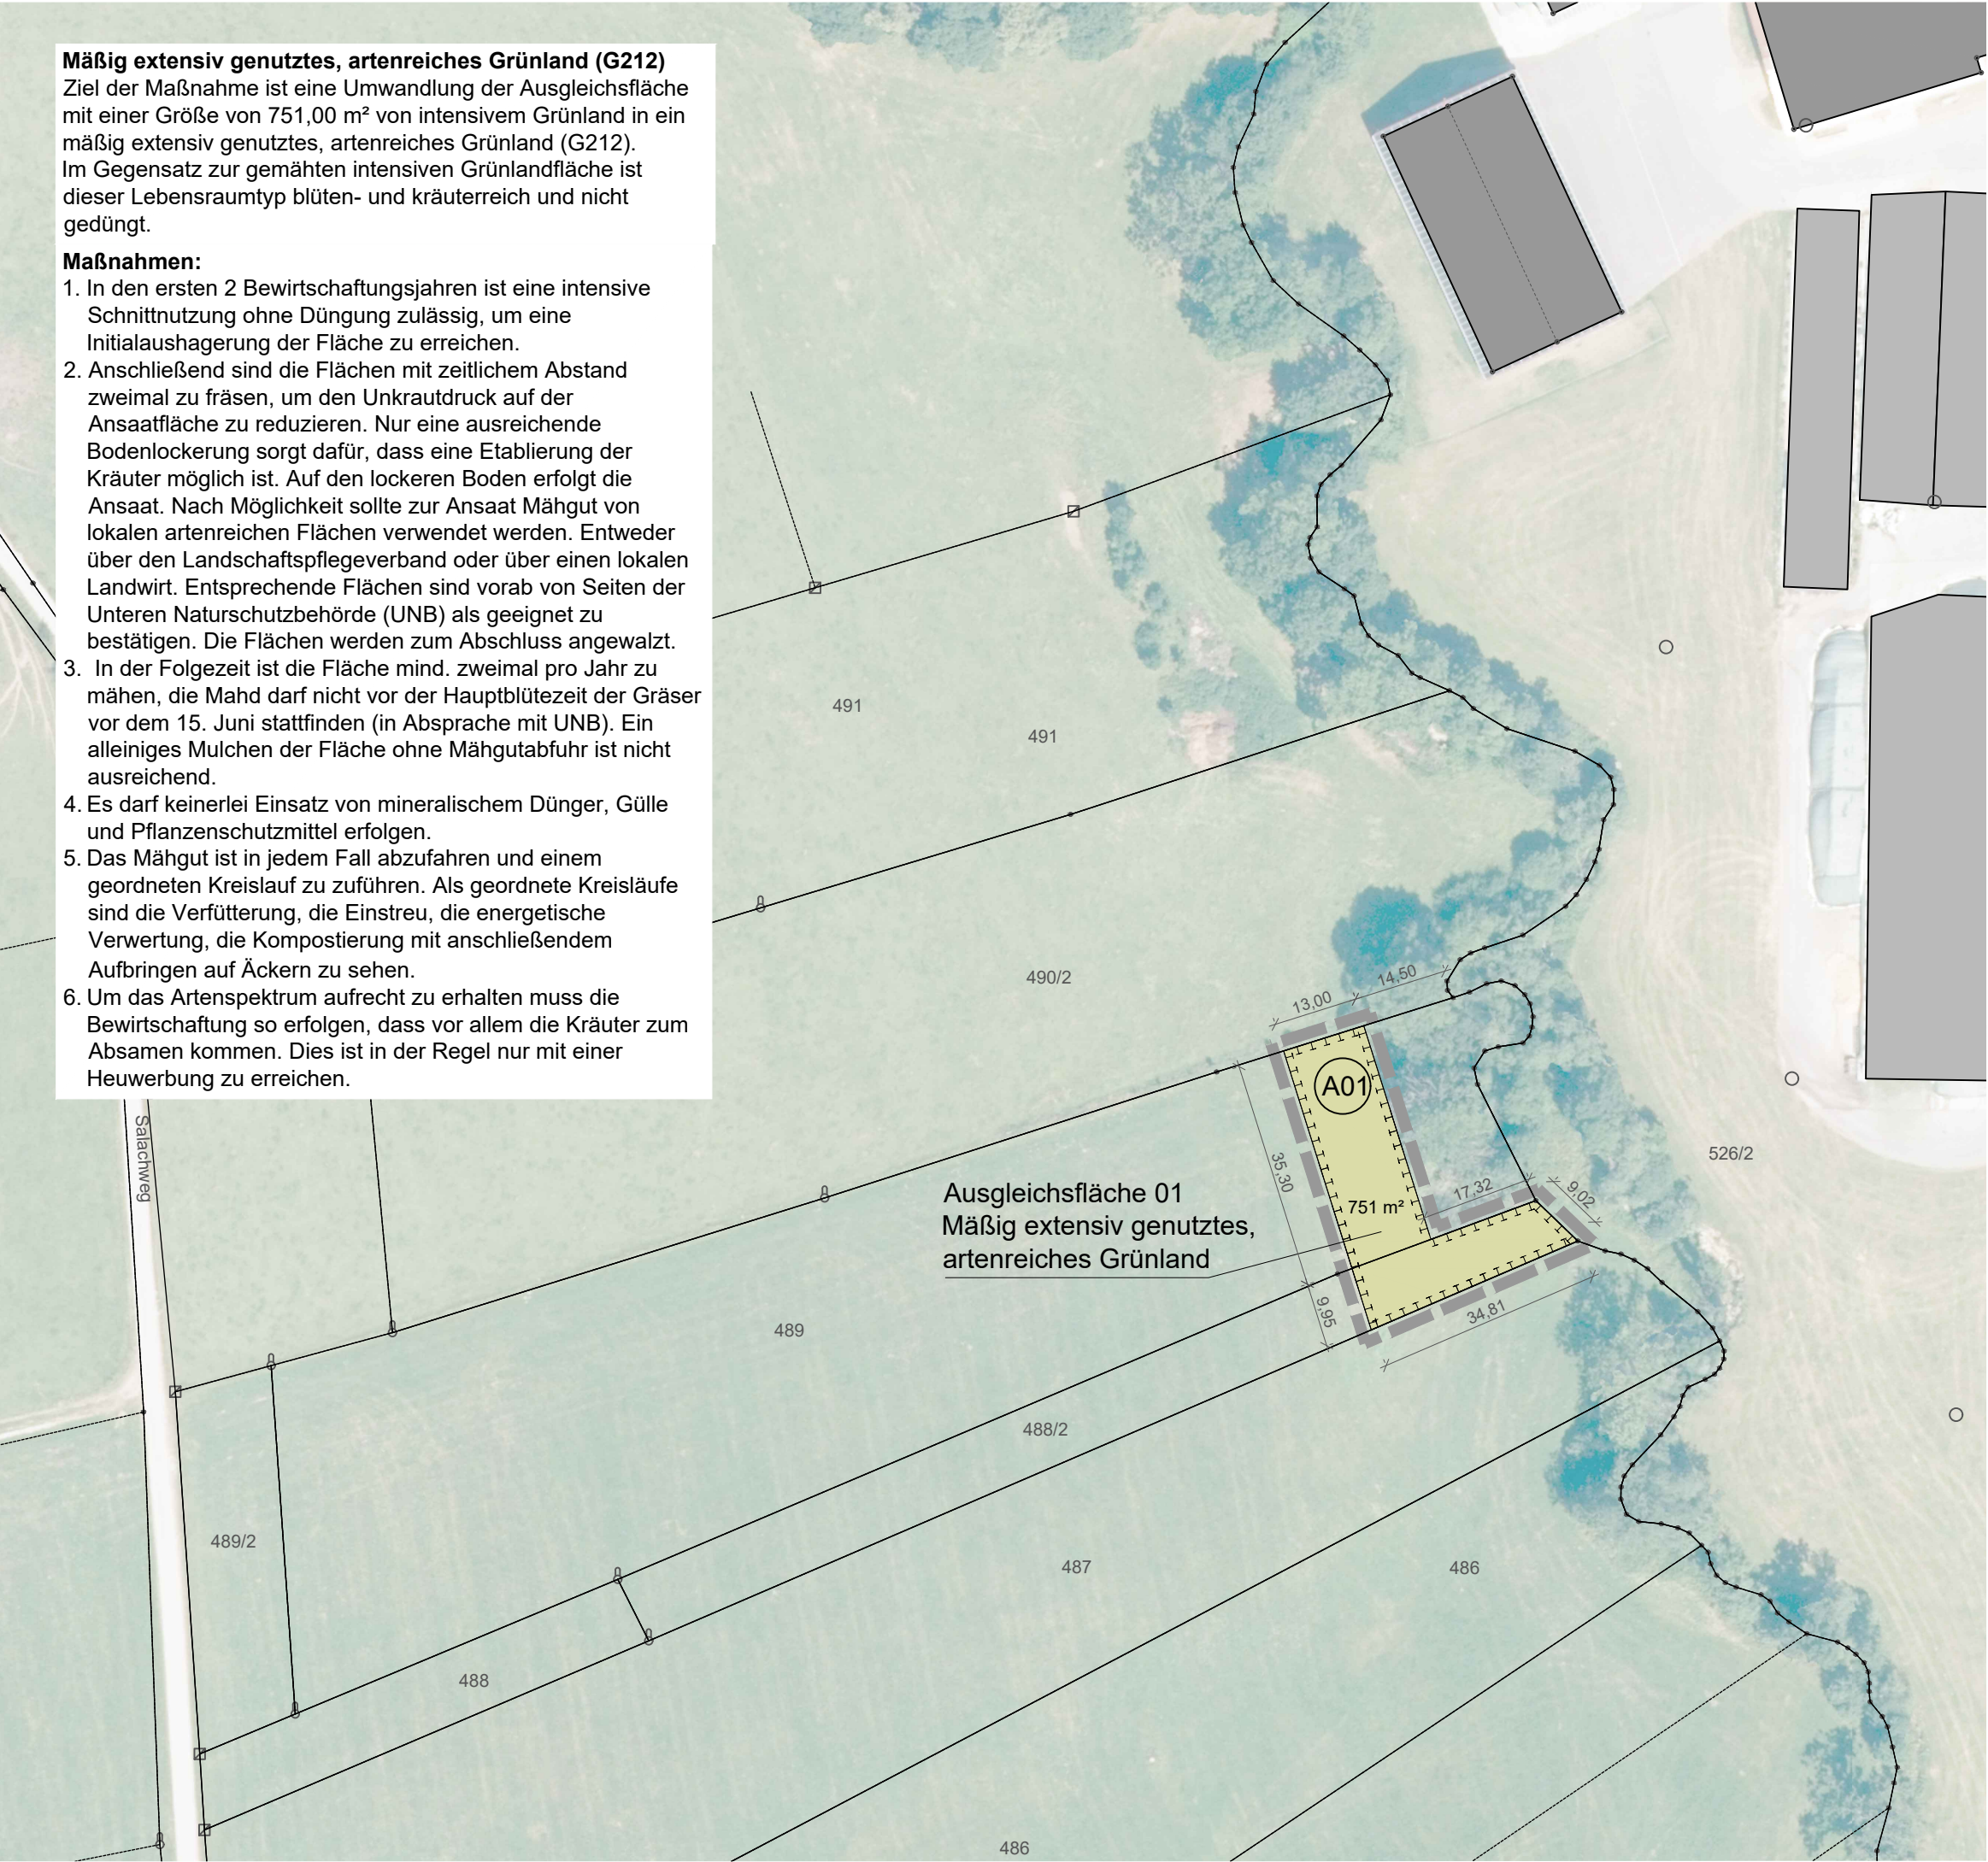 Mäßig extensiv genutztes, artenreiches Grünland (G212)
Ziel der Maßnahme ist eine Umwandlung der Ausgleichsfläche
mit einer Größe von 751,00 m² von intensivem Grünland in ein
mäßig extensiv genutztes, artenreiches Grünland (G212).
Im Gegensatz zur gemähten intensiven Grünlandfläche ist
dieser Lebensraumtyp blüten- und kräuterreich und nicht
gedüngt.
Maßnahmen:
1. In den ersten 2 Bewirtschaftungsjahren ist eine intensive
Schnittnutzung ohne Düngung zulässig, um eine
Initialaushagerung der Fläche zu erreichen.
2. Anschließend sind die Flächen mit zeitlichem Abstand
zweimal zu fräsen, um den Unkrautdruck auf der
Ansaatfläche zu reduzieren. Nur eine ausreichende
Bodenlockerung sorgt dafür, dass eine Etablierung der
Kräuter möglich ist. Auf den lockeren Boden erfolgt die
Ansaat. Nach Möglichkeit sollte zur Ansaat Mähgut von
lokalen artenreichen Flächen verwendet werden. Entweder
über den Landschaftspflegeverband oder über einen lokalen
Landwirt. Entsprechende Flächen sind vorab von Seiten der
Unteren Naturschutzbehörde (UNB) als geeignet zu
bestätigen. Die Flächen werden zum Abschluss angewalzt.
3. In der Folgezeit ist die Fläche mind. zweimal pro Jahr zu
mähen, die Mahd darf nicht vor der Hauptblütezeit der Gräser
vor dem 15. Juni stattfinden (in Absprache mit UNB). Ein
alleiniges Mulchen der Fläche ohne Mähgutabfuhr ist nicht
ausreichend.
4. Es darf keinerlei Einsatz von mineralischem Dünger, Gülle
und Pflanzenschutzmittel erfolgen.
5. Das Mähgut ist in jedem Fall abzufahren und einem
geordneten Kreislauf zu zuführen. Als geordnete Kreisläufe
sind die Verfütterung, die Einstreu, die energetische
Verwertung, die Kompostierung mit anschließendem
Aufbringen auf Äckern zu sehen.
6. Um das Artenspektrum aufrecht zu erhalten muss die
Bewirtschaftung so erfolgen, dass vor allem die Kräuter zum
Absamen kommen. Dies ist in der Regel nur mit einer
Heuwerbung zu erreichen.
491
491
490/2
14,50
13,00
A01
Salachweg
526/2
35,30
17,32
9,02
751 m²
Ausgleichsfläche 01
Mäßig extensiv genutztes,
artenreiches Grünland
9,95
34,81
489
488/2
489/2
487
486
488
486